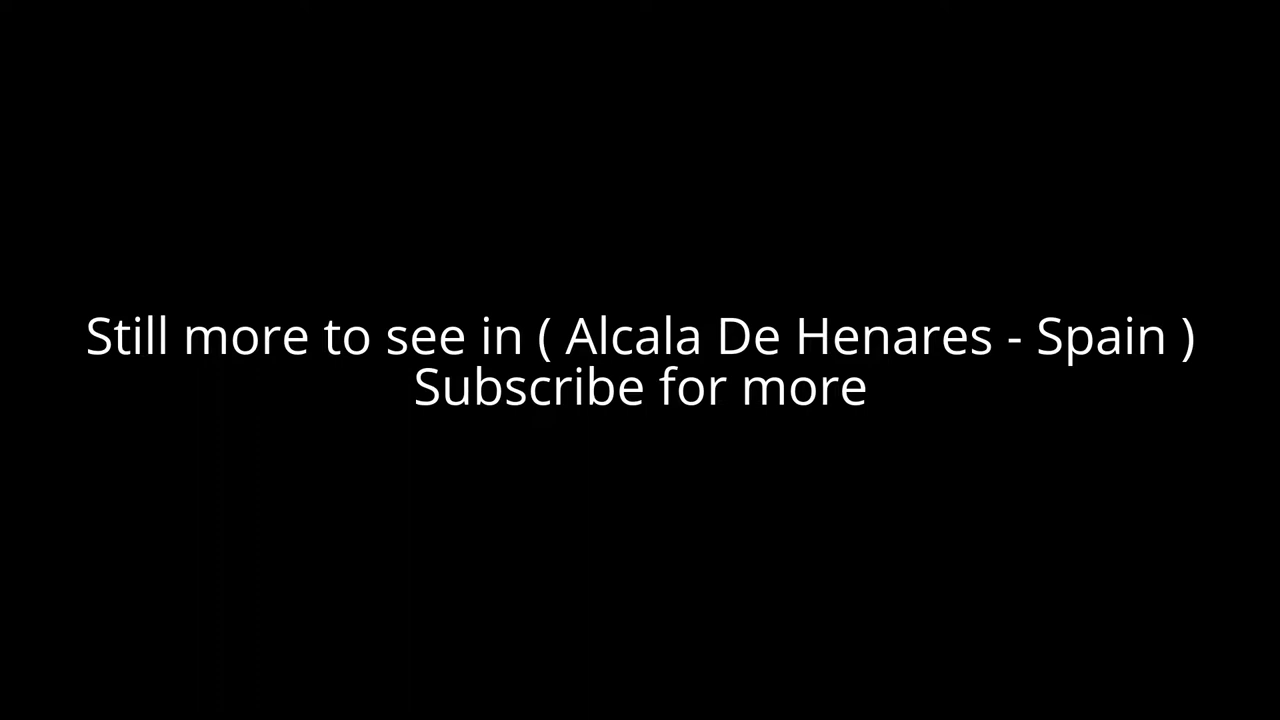 Still more to see in ( Alcala De Henares - Spain )
Subscribe for more